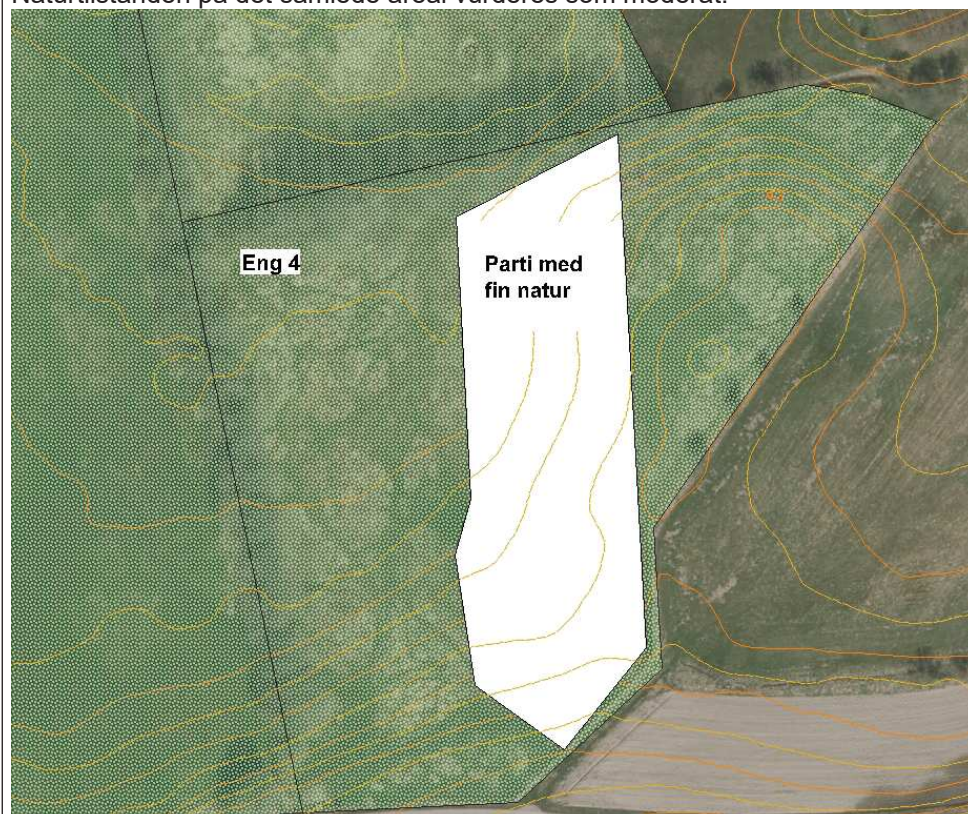 Naturtilstanden på det samlede areal vurderes som moderat.
Eng 4
Parti med
fin natur